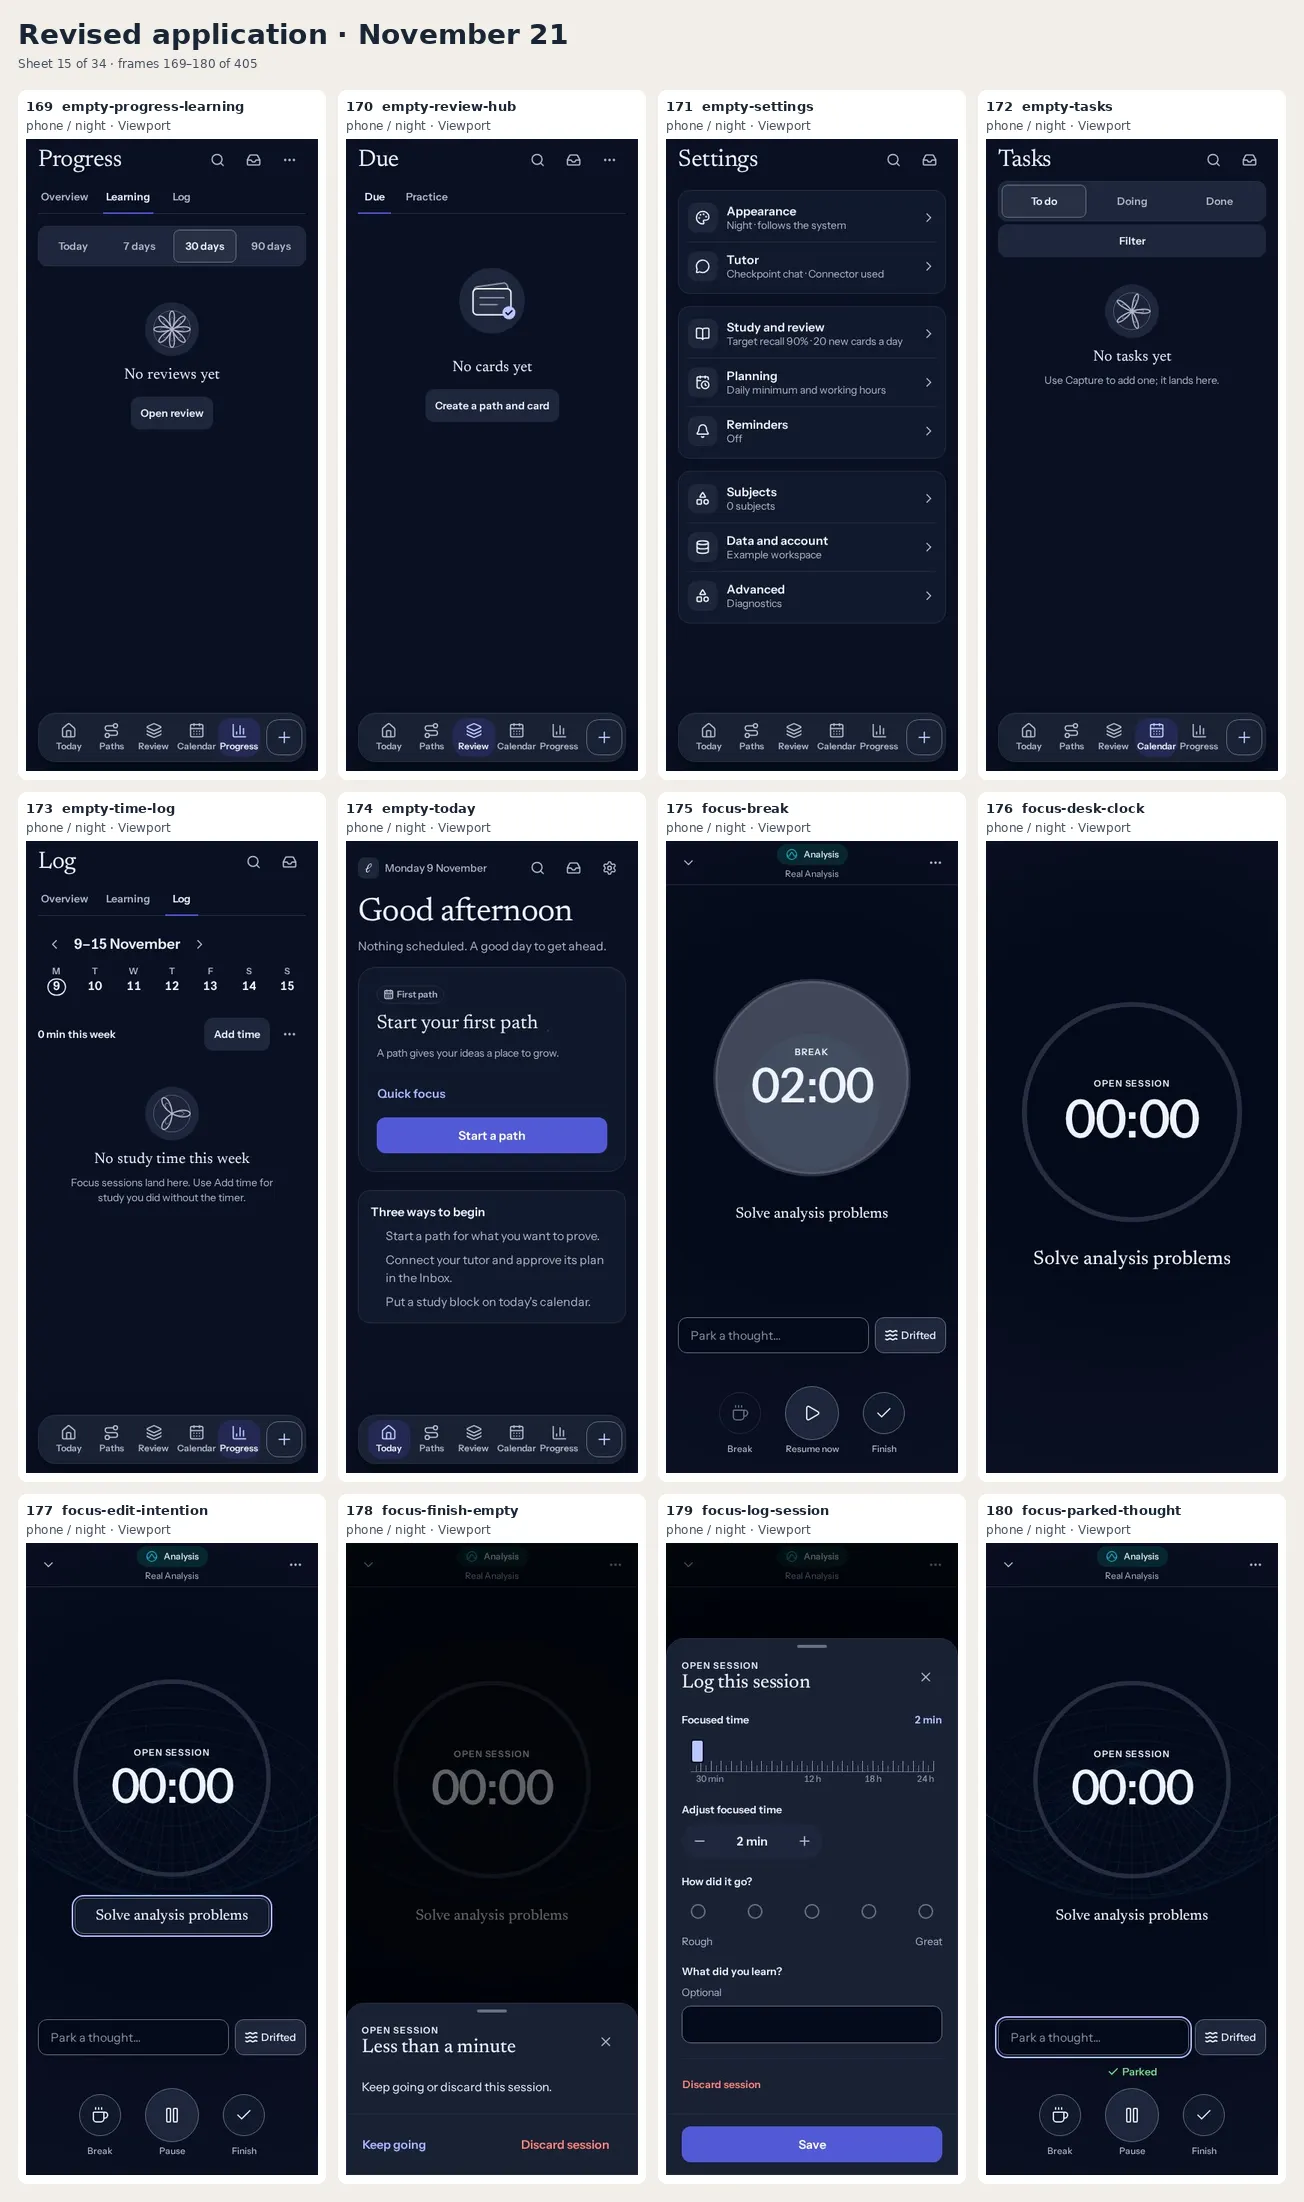 Revised application · November 21
Sheet 15 of 34 · frames 169–180 of 405
169 empty-progress-learning
phone / night · Viewport
Progress
Overview
Learning
Log
Today
7 days
30 days
90 days
No reviews yet
Open review
Today
Paths
Review
Calendar
Progress
170 empty-review-hub
phone / night · Viewport
Due
Due
Practice
No cards yet
Create a path and card
Today
Paths
Review
Calendar
Progress
171 empty-settings
phone / night · Viewport
Settings
Appearance
Night · follows the system
Tutor
Checkpoint chat · Connector used
Study and review
Target recall 90% · 20 new cards a day
Planning
Daily minimum and working hours
Reminders
Off
Subjects
0 subjects
Data and account
Example workspace
Advanced
Diagnostics
Today
Paths
Review
Calendar
Progress
172 empty-tasks
phone / night · Viewport
Tasks
To do
Doing
Done
Filter
No tasks yet
Use Capture to add one; it lands here.
Today
Paths
Review
Calendar
Progress
173 empty-time-log
phone / night · Viewport
Log
Overview
Learning
Log
9–15 November
M T W T F S S
9 10 11 12 13 14 15
0 min this week
Add time
No study time this week
Focus sessions land here. Use Add time for
study you did without the timer.
Today
Paths
Review
Calendar
Progress
174 empty-today
phone / night · Viewport
ℓ
Monday 9 November
Good afternoon
Nothing scheduled. A good day to get ahead.
First path
Start your first path
A path gives your ideas a place to grow.
Quick focus
Start a path
Three ways to begin
Start a path for what you want to prove.
Connect your tutor and approve its plan
in the Inbox.
Put a study block on today's calendar.
Today
Paths
Review
Calendar
Progress
175 focus-break
phone / night · Viewport
Analysis
Real Analysis
BREAK
02:00
Solve analysis problems
Park a thought…
Drifted
Break
Resume now
Finish
176 focus-desk-clock
phone / night · Viewport
OPEN SESSION
00:00
Solve analysis problems
177 focus-edit-intention
phone / night · Viewport
Analysis
Real Analysis
OPEN SESSION
00:00
Solve analysis problems
Park a thought…
Drifted
Break
Pause
Finish
178 focus-finish-empty
phone / night · Viewport
Analysis
Real Analysis
OPEN SESSION
00:00
Solve analysis problems
OPEN SESSION
Less than a minute
Keep going or discard this session.
Keep going
Discard session
179 focus-log-session
phone / night · Viewport
Analysis
Real Analysis
OPEN SESSION
Log this session
Focused time
2 min
30 min
12 h
18 h
24 h
Adjust focused time
2 min
How did it go?
Rough
Great
What did you learn?
Optional
Discard session
Save
180 focus-parked-thought
phone / night · Viewport
Analysis
Real Analysis
OPEN SESSION
00:00
Solve analysis problems
Park a thought…
Drifted
Parked
Break
Pause
Finish